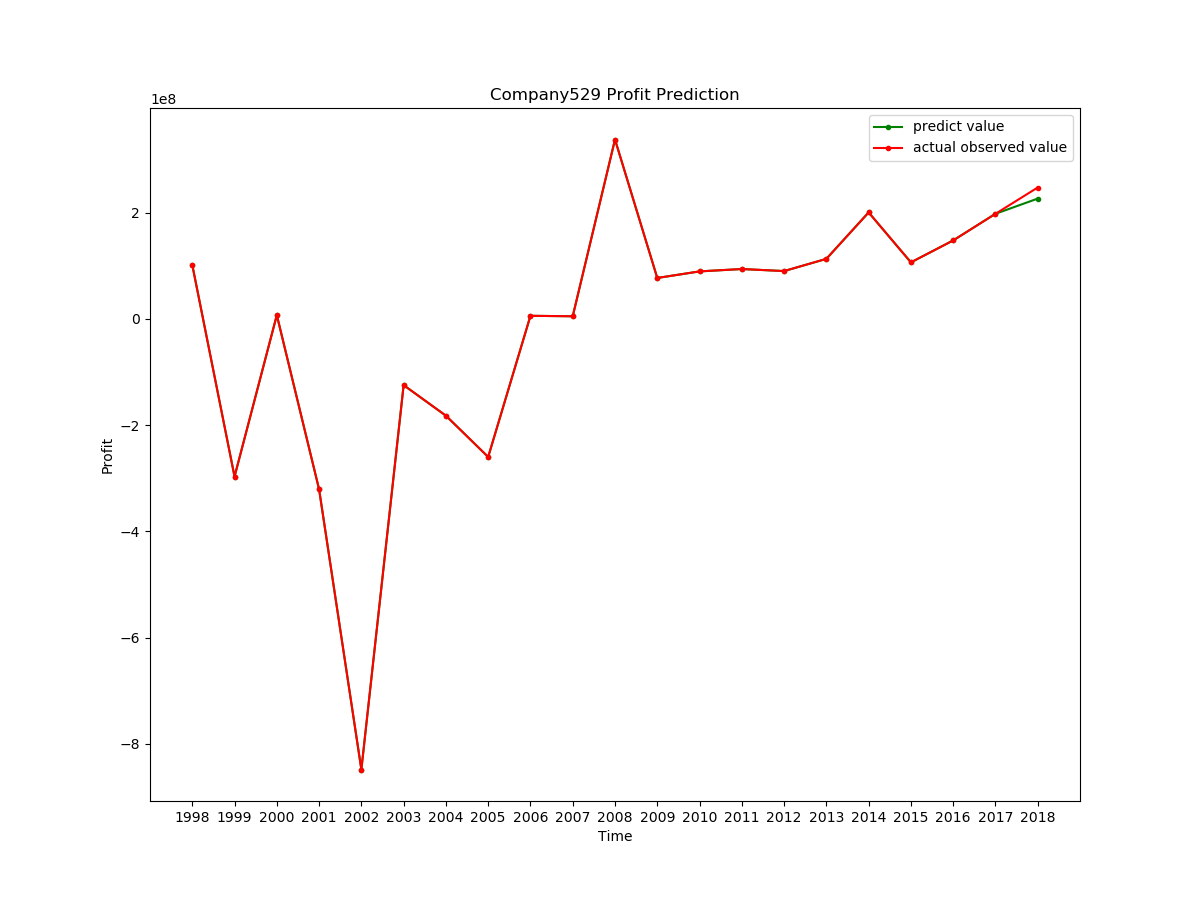 Company529 Profit Prediction
1e8
predict value
actual observed value
2
0
−2
−4
−6
−8
Profit
1998 1999 2000 2001 2002 2003 2004 2005 2006 2007 2008 2009 2010 2011 2012 2013 2014 2015 2016 2017 2018
Time